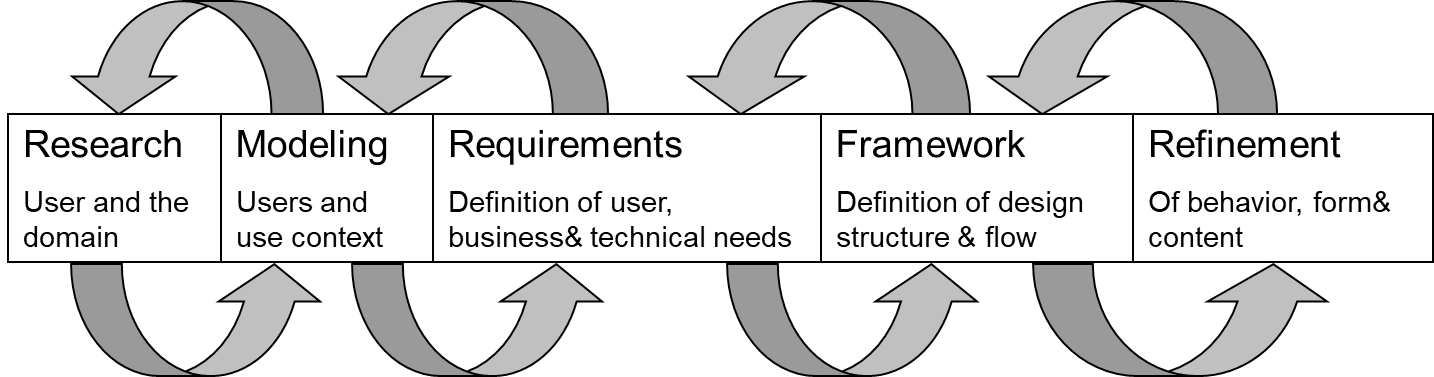 Research
User and the
domain
Modeling
Users and
use context
Requirements
Definition of user,
business& technical needs
Framework
Definition of design
structure & flow
Refinement
Of behavior, form&
content